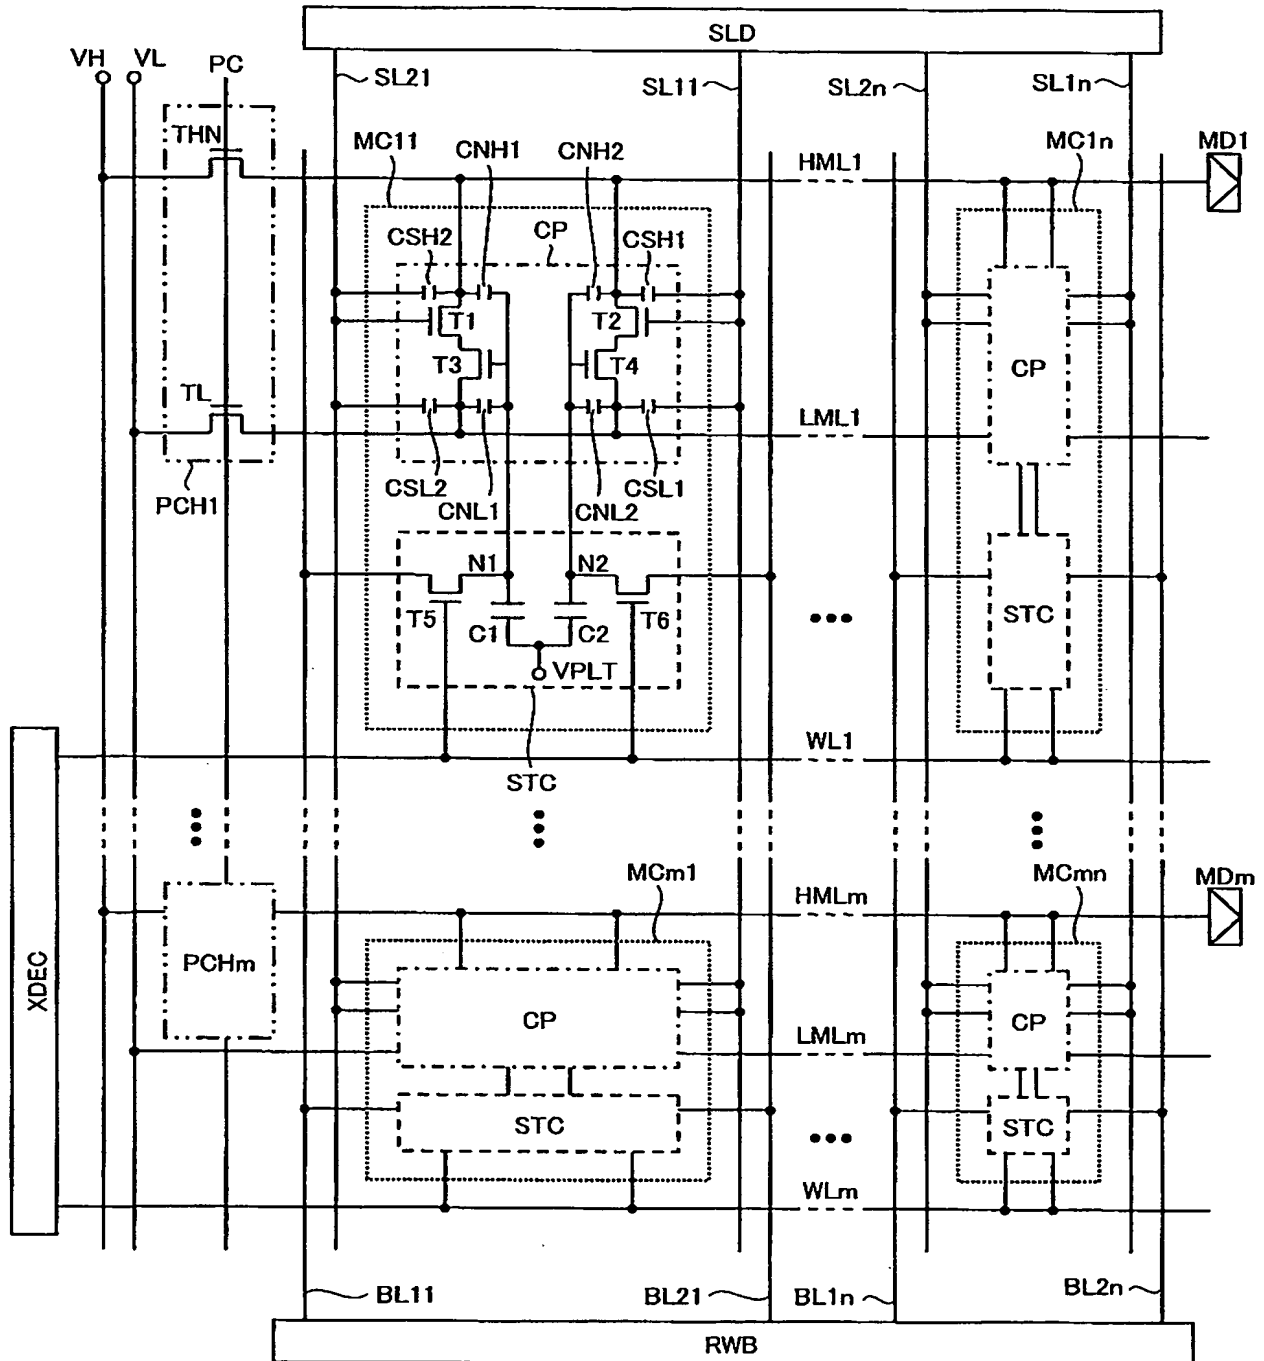 SLD
VH
VL
PC
SL21
SL11
SL2n
SL1n
THN
MC11
CNH1
CNH2
HML1
MC1n
MD1
CSH2
CP
CSH1
T1
T2
T3
T4
CP
TL
LML1
PCH1
CSL2
CNL1
CNL2
CSL1
N1
N2
T5
C1
C2
T6
STC
VPLT
WL1
STC
MCm1
HMLm
MCmn
MDm
XDEC
PCHm
CP
CP
LMLm
STC
STC
WLm
BL11
BL21
BL1n
BL2n
RWB